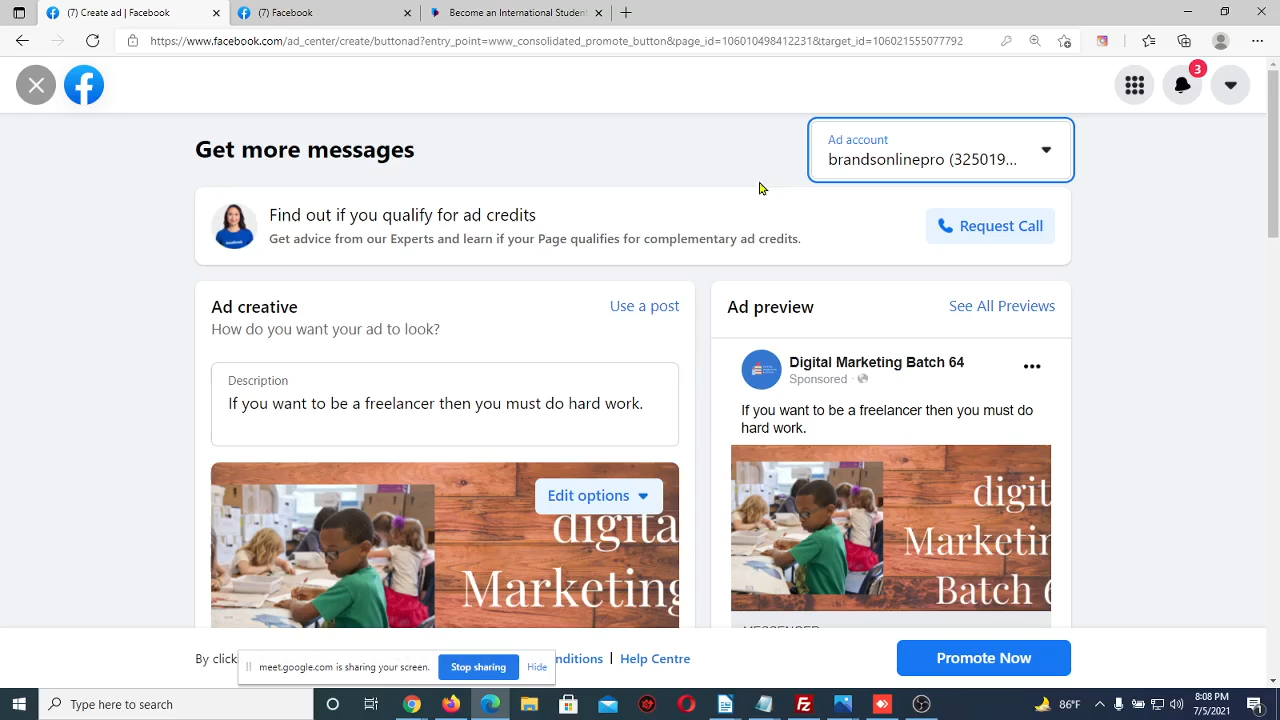 (7) Create ad | Facebook
(7) Facebook
Become an International Student
https://www.facebook.com/ad_center/create/buttonad?entry_point=www_consolidated_promote_button&page_id=106010498412231&target_id=106021555077792
3
Get more messages
Ad account
brandsonlinepro (325019...
Find out if you qualify for ad credits
Get advice from our Experts and learn if your Page qualifies for complementary ad credits.
Request Call
Ad creative
Use a post
How do you want your ad to look?
Description
If you want to be a freelancer then you must do hard work.
Edit options
digita
Marketing
Ad preview
See All Previews
Digital Marketing Batch 64
Sponsored ·
If you want to be a freelancer then you must do
hard work.
digit
Marketin
Batch 6
By click
nditions | Help Centre
meet.google.com is sharing your screen.
Stop sharing
Hide
Promote Now
Type here to search
86°F
8:08 PM
7/5/2021
1